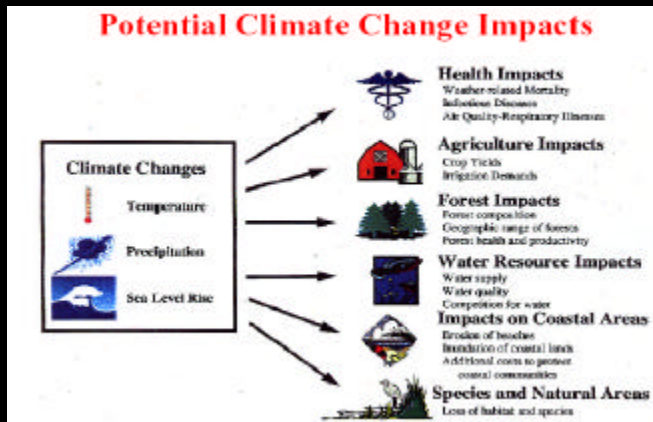 Potential Climate Change Impacts
Climate Changes
Temperature
Precipitation
Sea Level Rise
Health Impacts
Weather-related Mortality
Infectious Diseases
Air Quality-Respiratory Illnesses
Agriculture Impacts
Crop Yields
Irrigation Demands
Forest Impacts
Forest composition
Geographic range of forests
Forest health and productivity
Water Resource Impacts
Water supply
Water quality
Competition for water
Impacts on Coastal Areas
Erosion of beaches
Inundation of coastal lands
Additional costs to protect
coastal communities
Species and Natural Areas
Loss of habitat and species